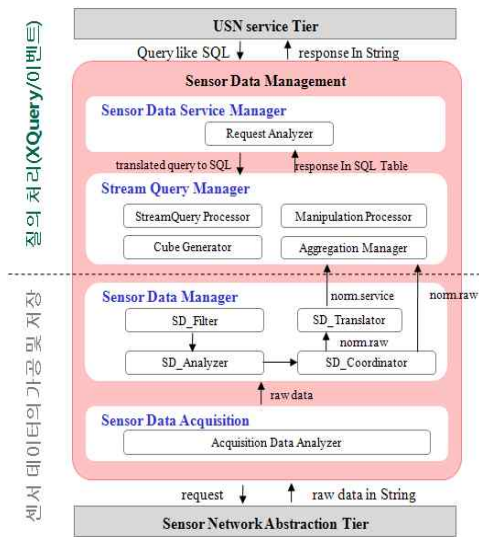 USN service Tier
Query like SQL
response In String
Sensor Data Management
Sensor Data Service Manager
Request Analyzer
translated query to SQL
response In SQL Table
Stream Query Manager
StreamQuery Processor
Manipulation Processor
Cube Generator
Aggregation Manager
질의 처리(XQuery/이벤트)
norm.service
norm.raw
Sensor Data Manager
SD_Filter
SD_Translator
norm.raw
SD_Analyzer
SD_Coordinator
raw data
Sensor Data Acquisition
Acquisition Data Analyzer
센서 데이터의 가공 및 저장
request
raw data in String
Sensor Network Abstraction Tier